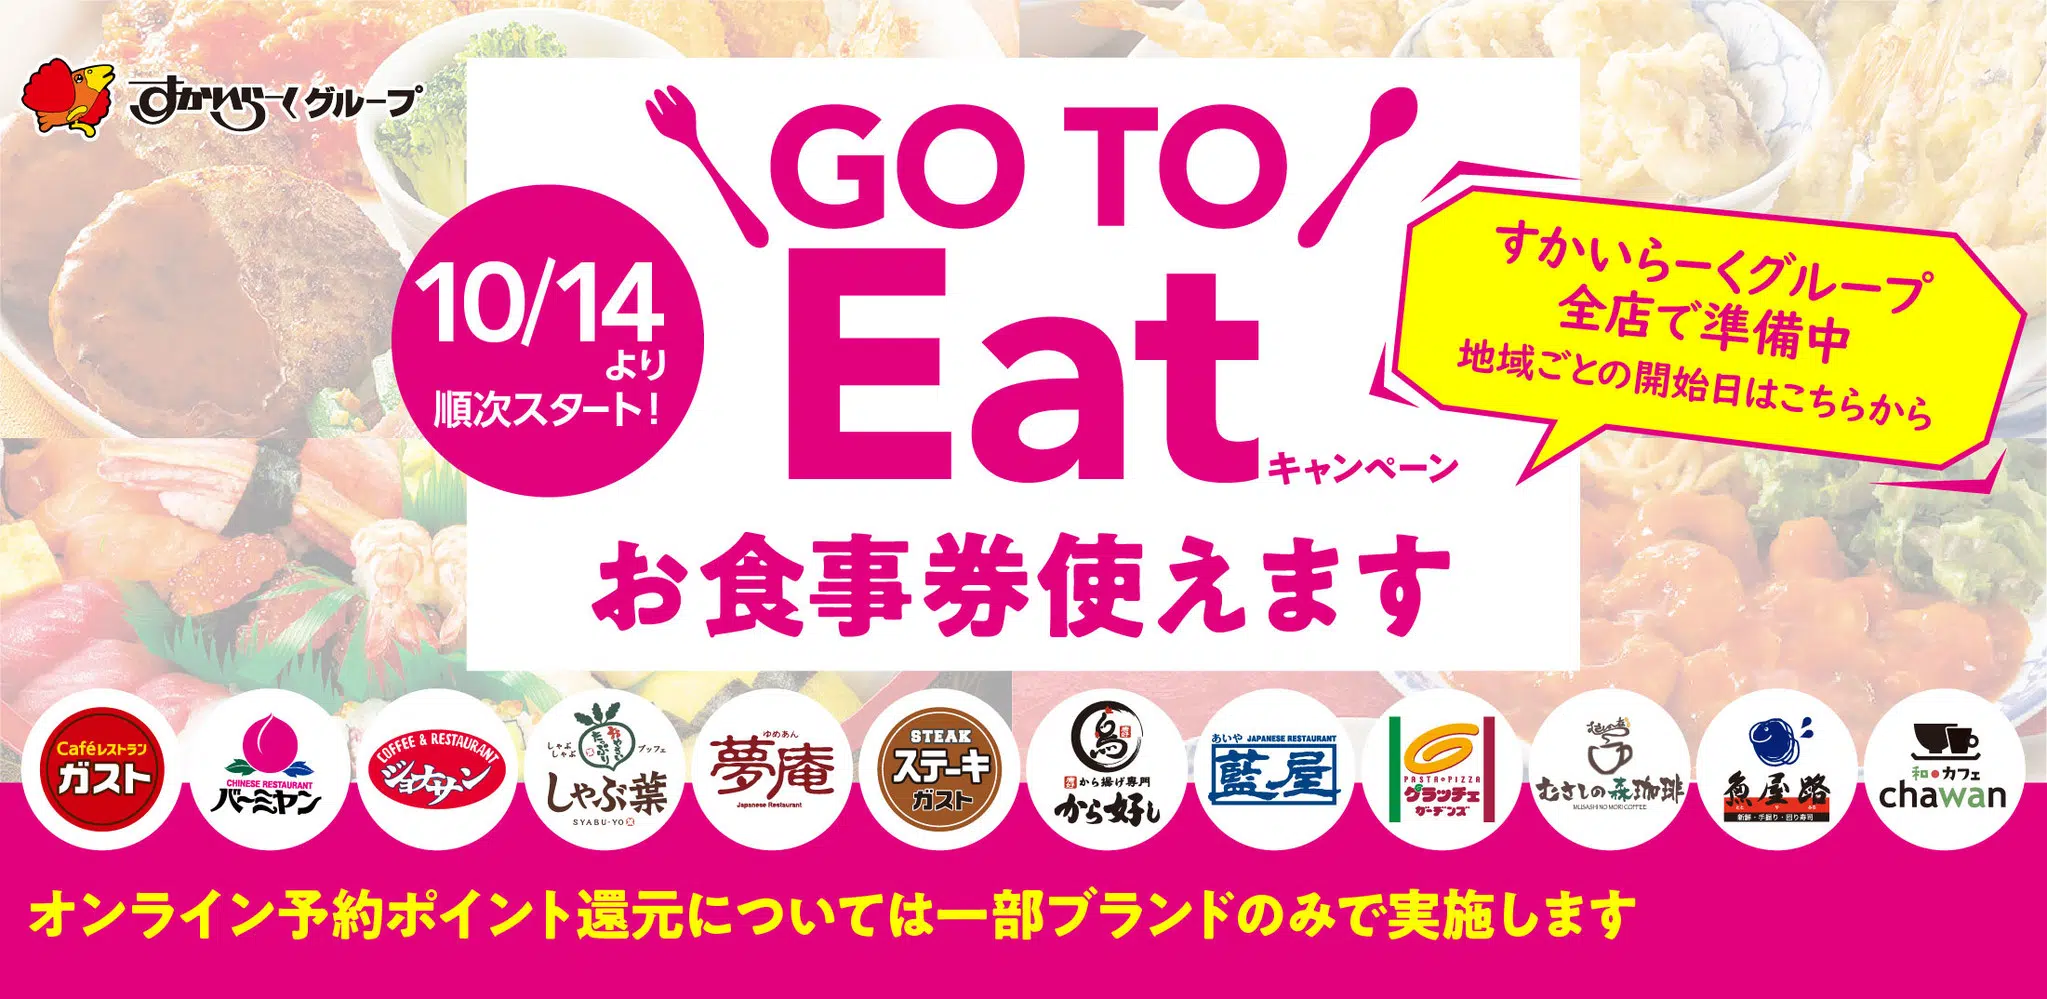 すかいらーくグループ
GO TO
Eat
キャンペーン
10/14
より
順次スタート!
すかいらーくグループ
全店で準備中
地域ごとの開始日はこちらから
お食事券使えます
Caféレストラン
ガスト
CHINESE RESTAURANT
バーミヤン
COFFEE & RESTAURANT
ジョナサン
しゃぶ
しゃぶ
おやさい
たっぷり
ブッフェ
しゃぶ葉
SYABU-YO
ゆめあん
夢庵
Japanese Restaurant
STEAK
ステーキ
ガスト
から揚げ専門
から好し
あいや JAPANESE RESTAURANT
藍屋
PASTA PIZZA
グラッチェ
ガーデンズ
むさしの森
むさしの森珈琲
MUSASHI NO MORI COFFEE
魚屋路
新鮮・手握り・回り寿司
和カフェ
chawan
オンライン予約ポイント還元については一部ブランドのみで実施します